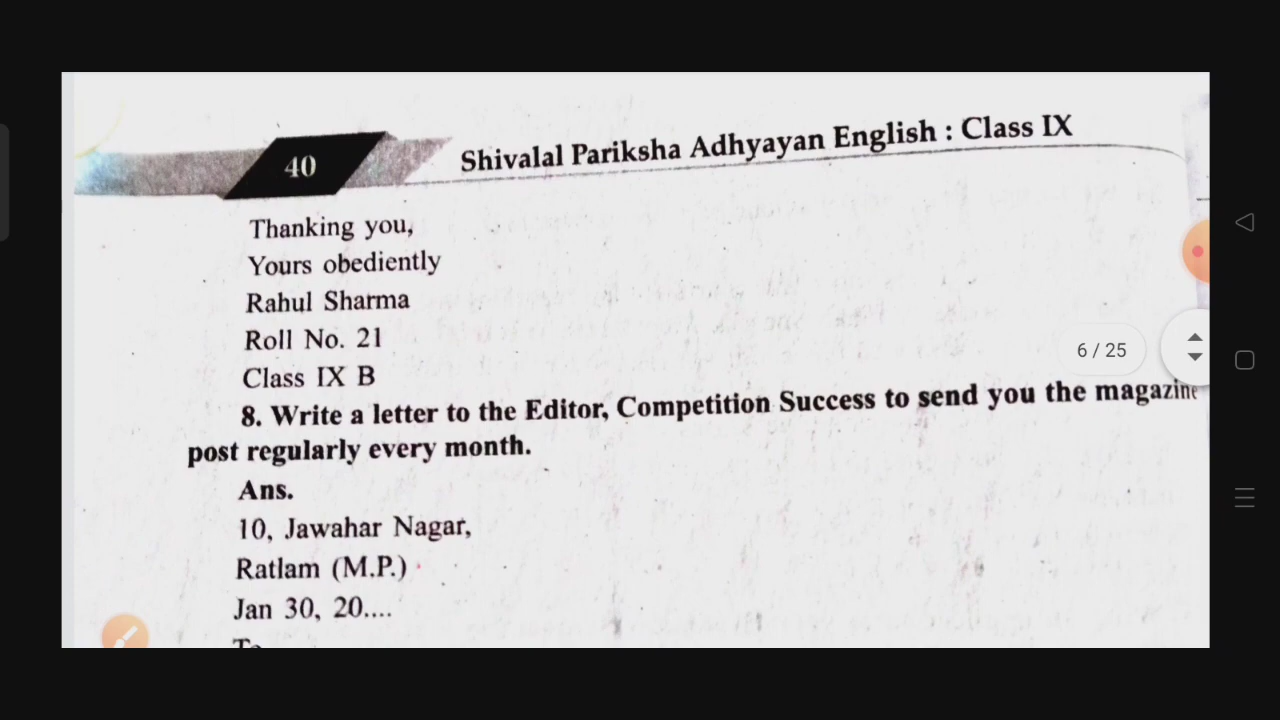 40
Shivalal Pariksha Adhyayan English : Class IX
Thanking you,
Yours obediently
Rahul Sharma
Roll No. 21
Class IX B
6 / 25
8. Write a letter to the Editor, Competition Success to send you the magazine
post regularly every month.
Ans.
10, Jawahar Nagar,
Ratlam (M.P.)
Jan 30, 20....
To